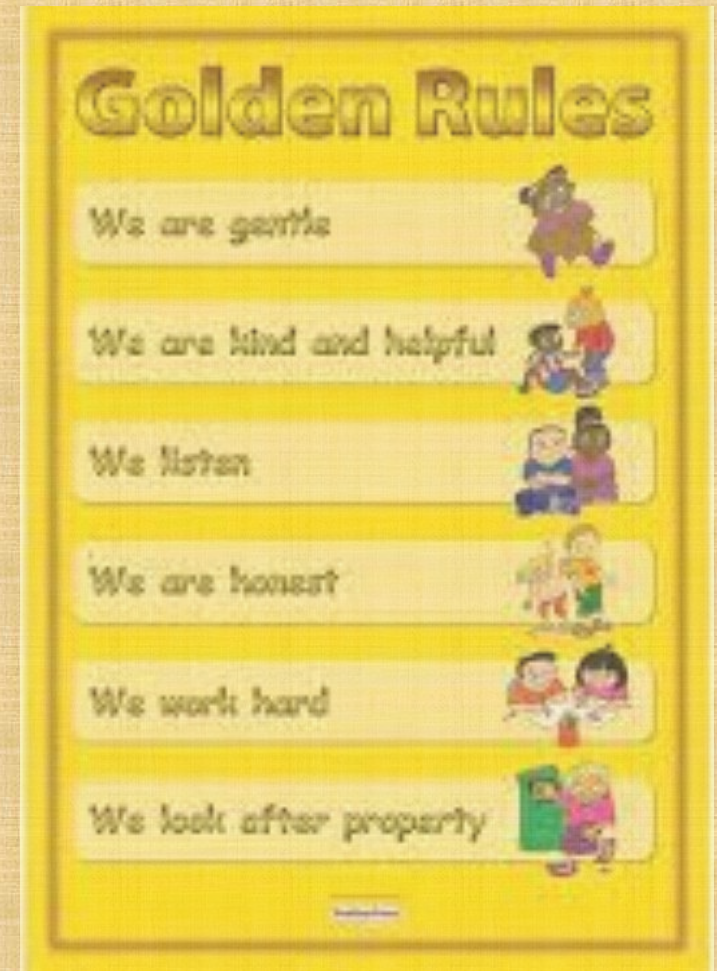 Golden Rules
We are gentle
We are kind and helpful
We listen
We are honest
We work hard
We look after property